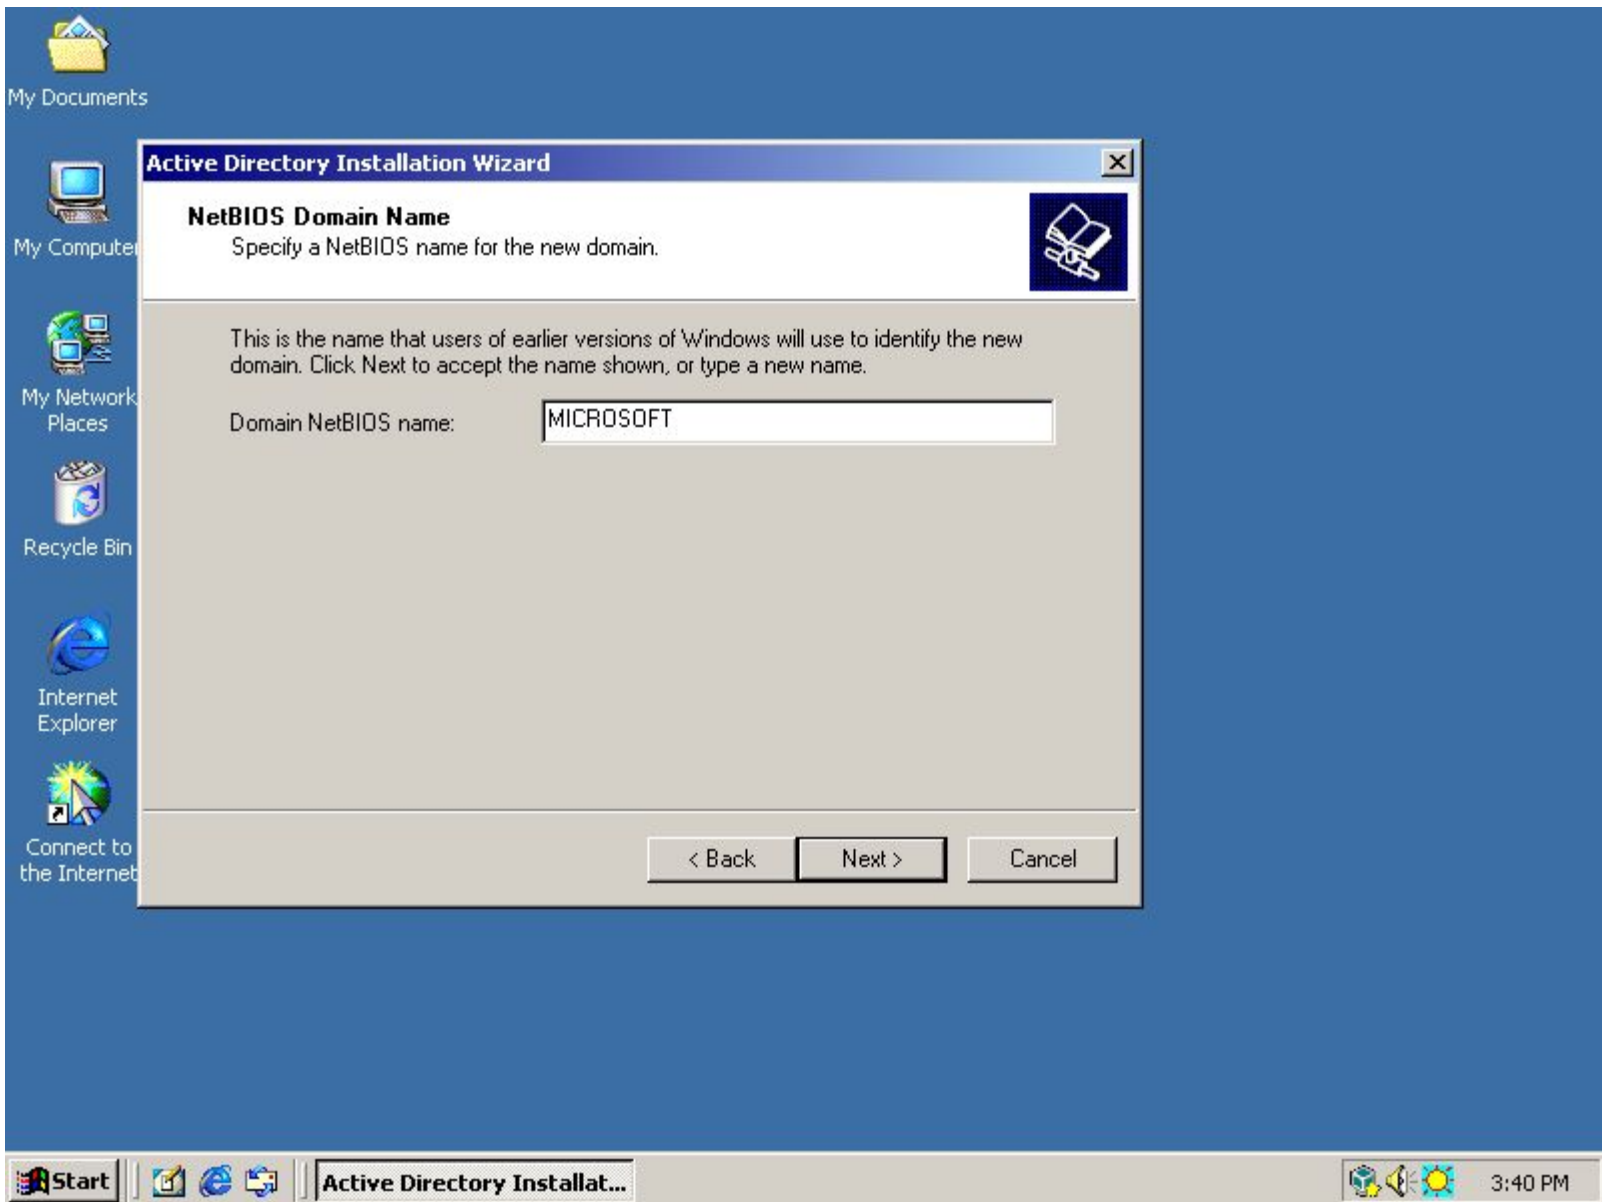 My Documents
My Computer
My Network
Places
Recycle Bin
Internet
Explorer
Connect to
the Internet
Active Directory Installation Wizard
NetBIOS Domain Name
Specify a NetBIOS name for the new domain.
This is the name that users of earlier versions of Windows will use to identify the new
domain. Click Next to accept the name shown, or type a new name.
Domain NetBIOS name:
MICROSOFT
< Back
Next >
Cancel
Start
Active Directory Installat...
3:40 PM